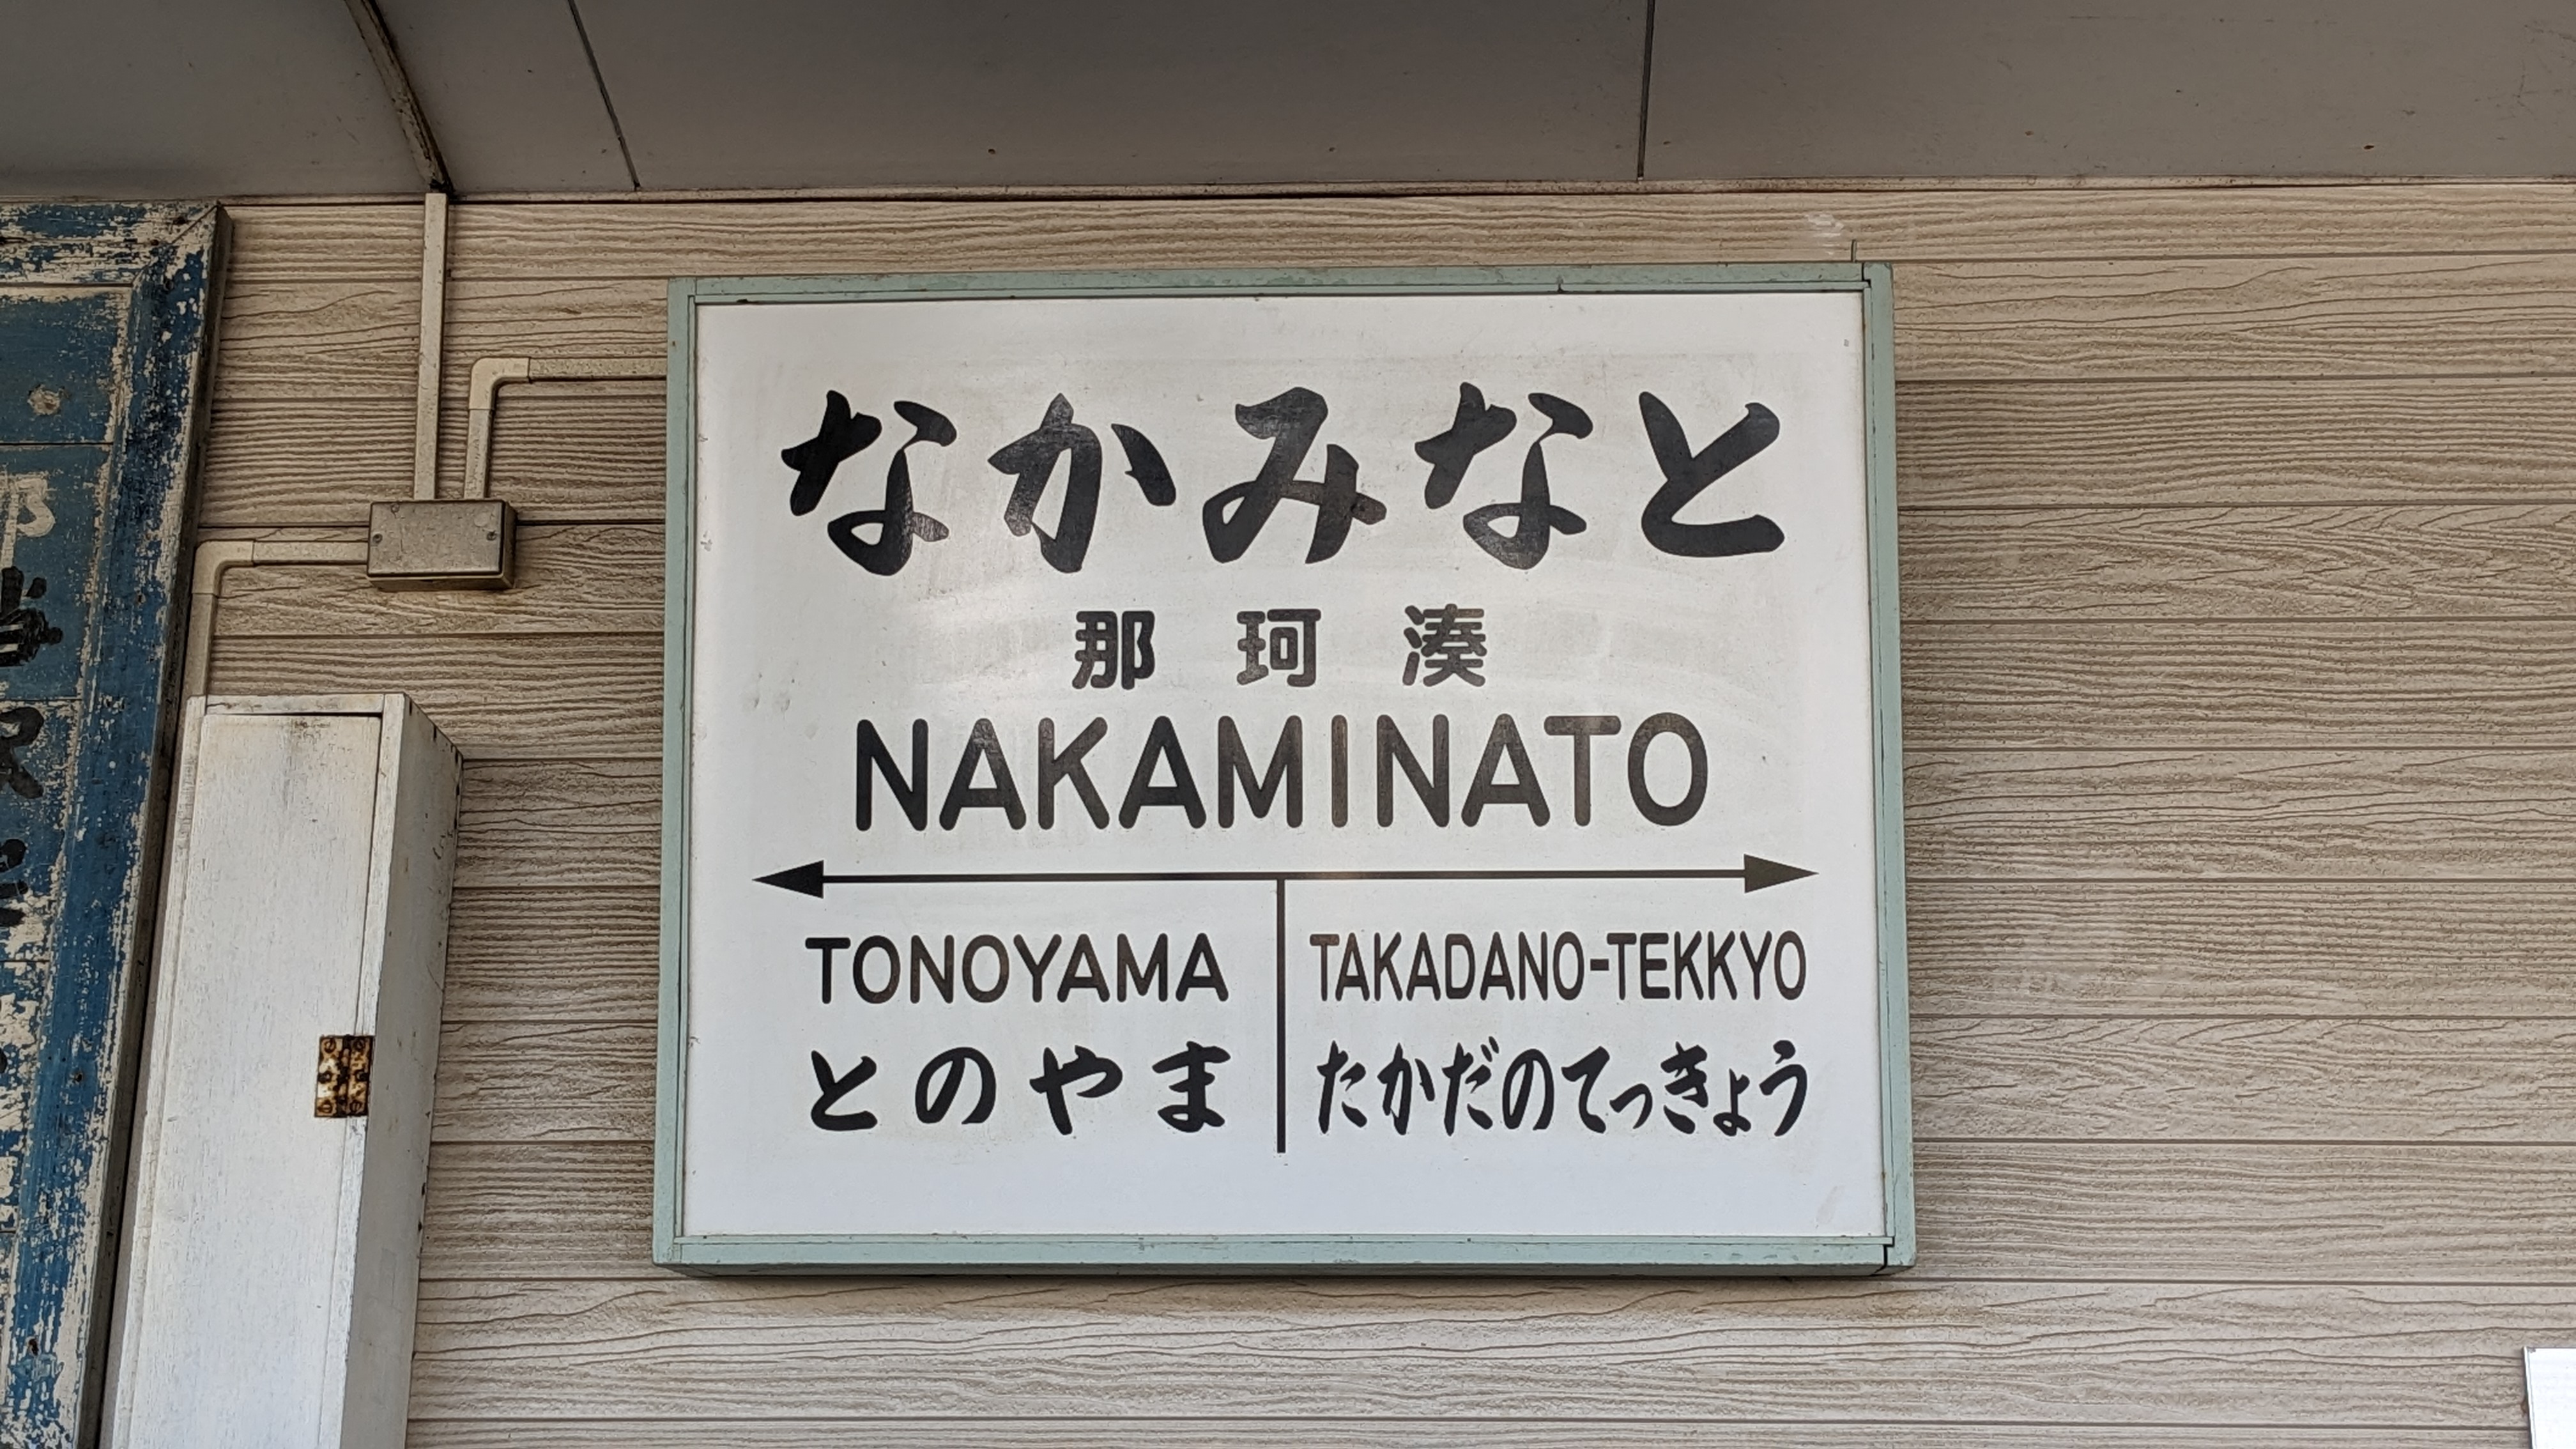 なかみなと
那珂湊
NAKAMINATO
TONOYAMA
とのやま
TAKADANO-TEKKYO
たかだのてっきょう